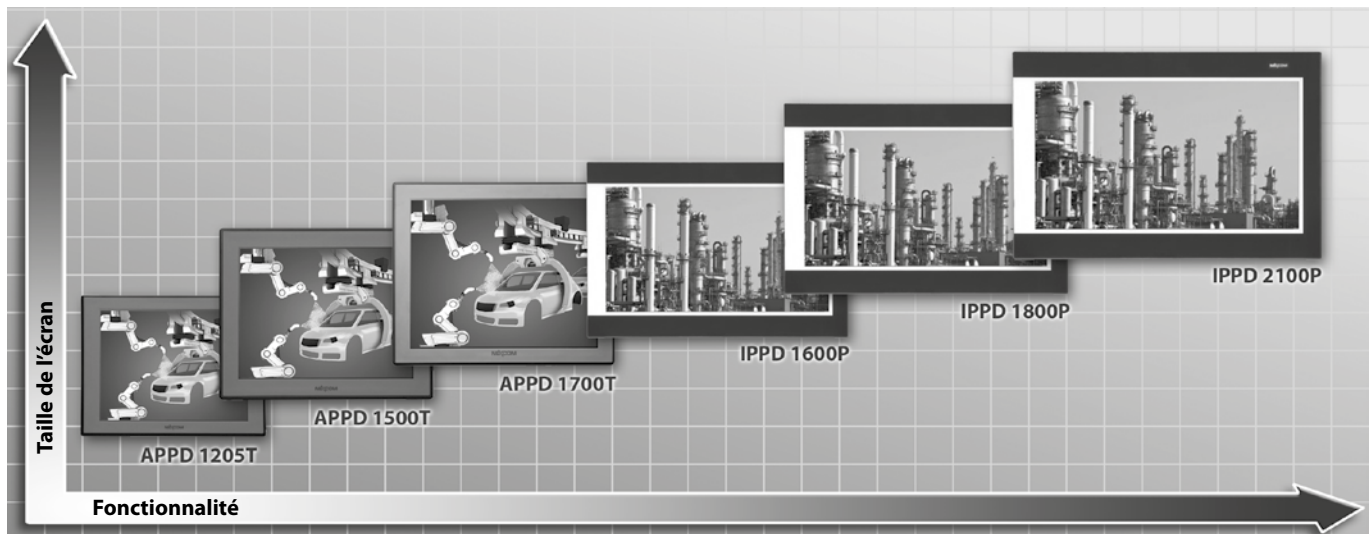 Taille de l'écran
APPD 1205T
APPD 1500T
APPD 1700T
IPPD 1600P
IPPD 1800P
IPPD 2100P
Fonctionnalité